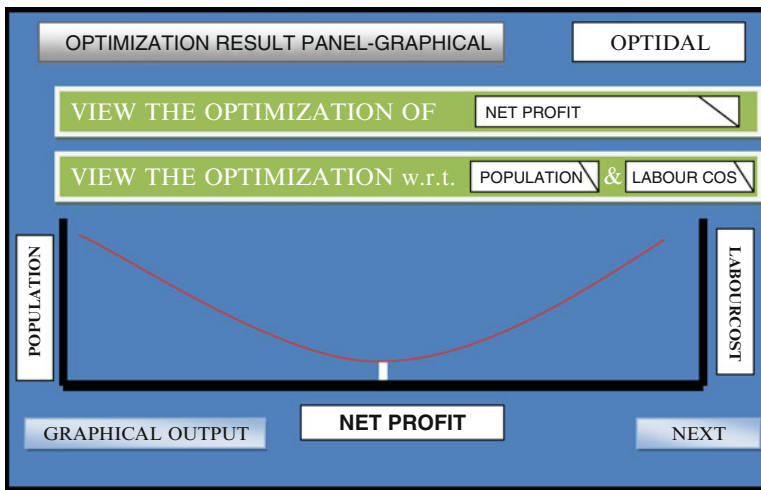 OPTIMIZATION RESULT PANEL-GRAPHICAL
OPTIDAL
VIEW THE OPTIMIZATION OF NET PROFIT
VIEW THE OPTIMIZATION w.r.t. POPULATION & LABOUR COS
POPULATION
LABOURCOST
NET PROFIT
GRAPHICAL OUTPUT
NEXT